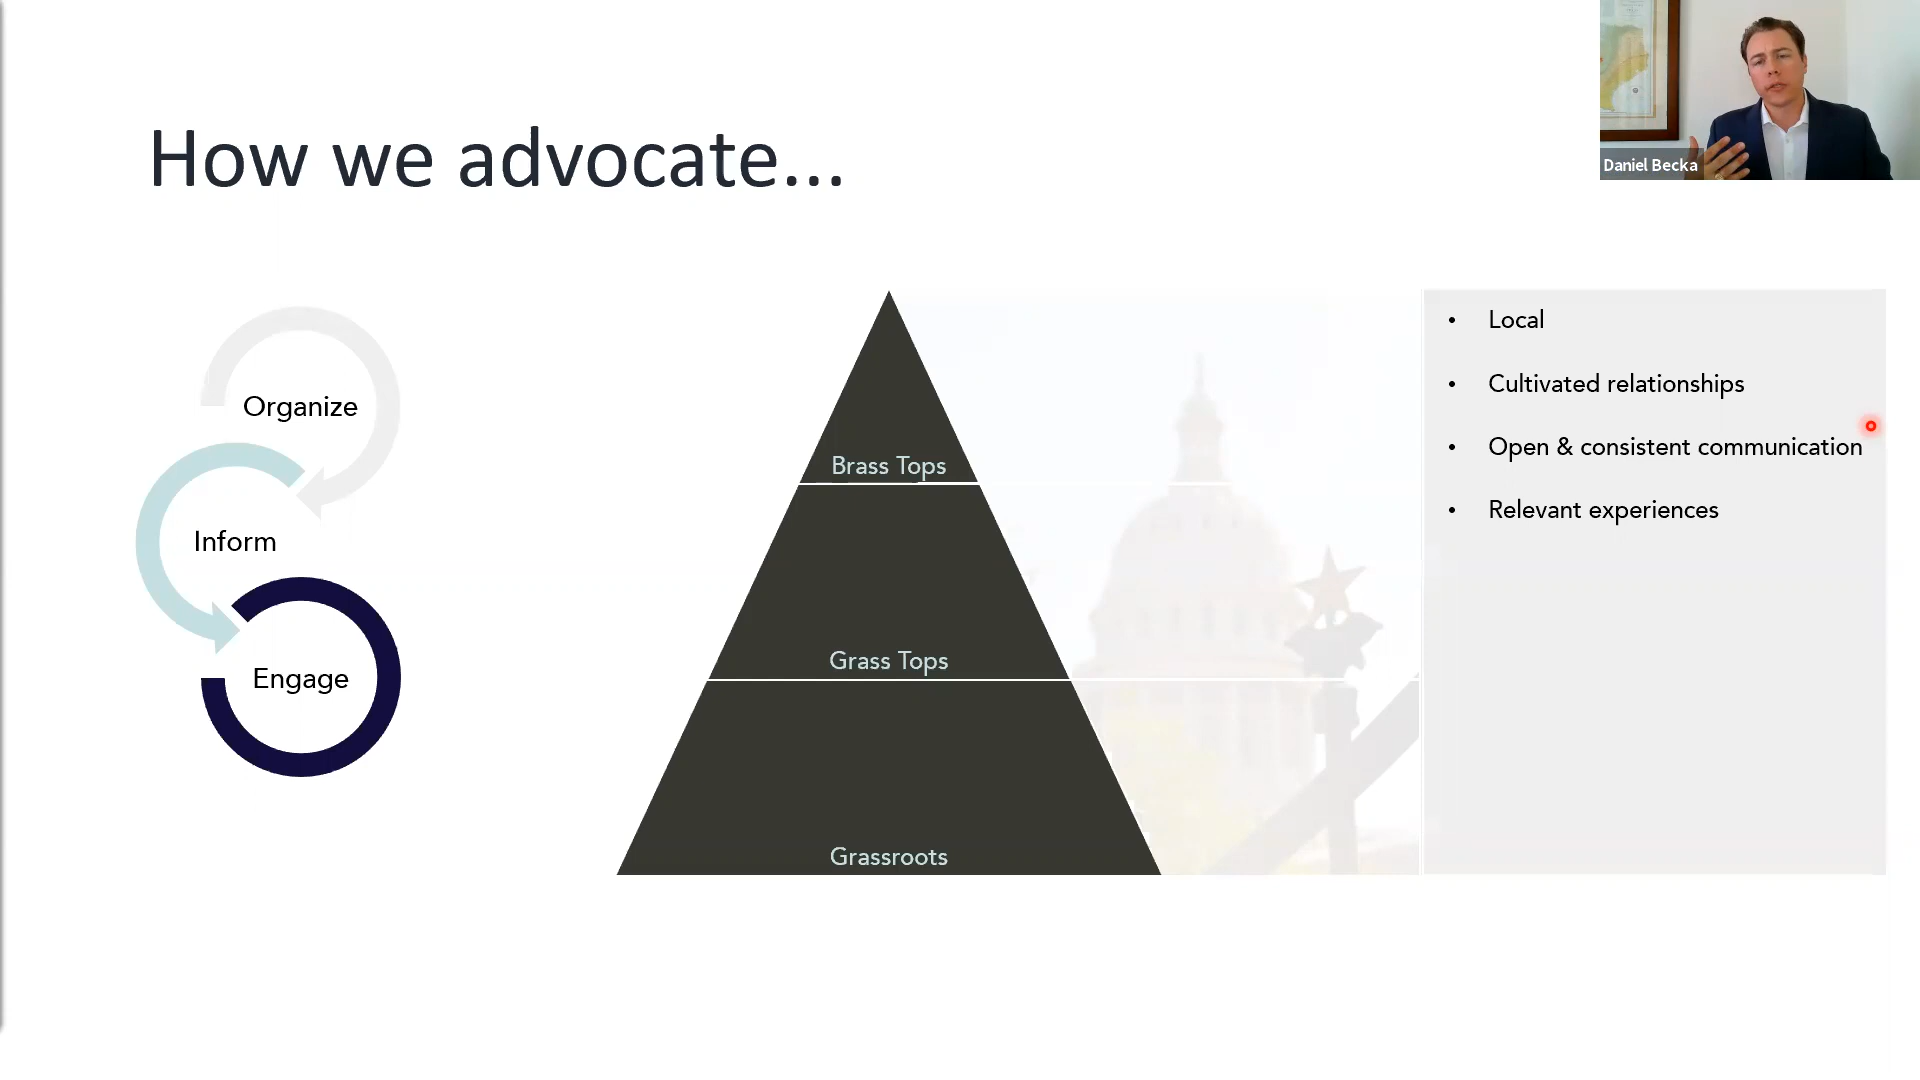 Daniel Becka
How we advocate...
Organize
Inform
Engage
Brass Tops
Grass Tops
Grassroots
• Local
• Cultivated relationships
• Open & consistent communication
• Relevant experiences